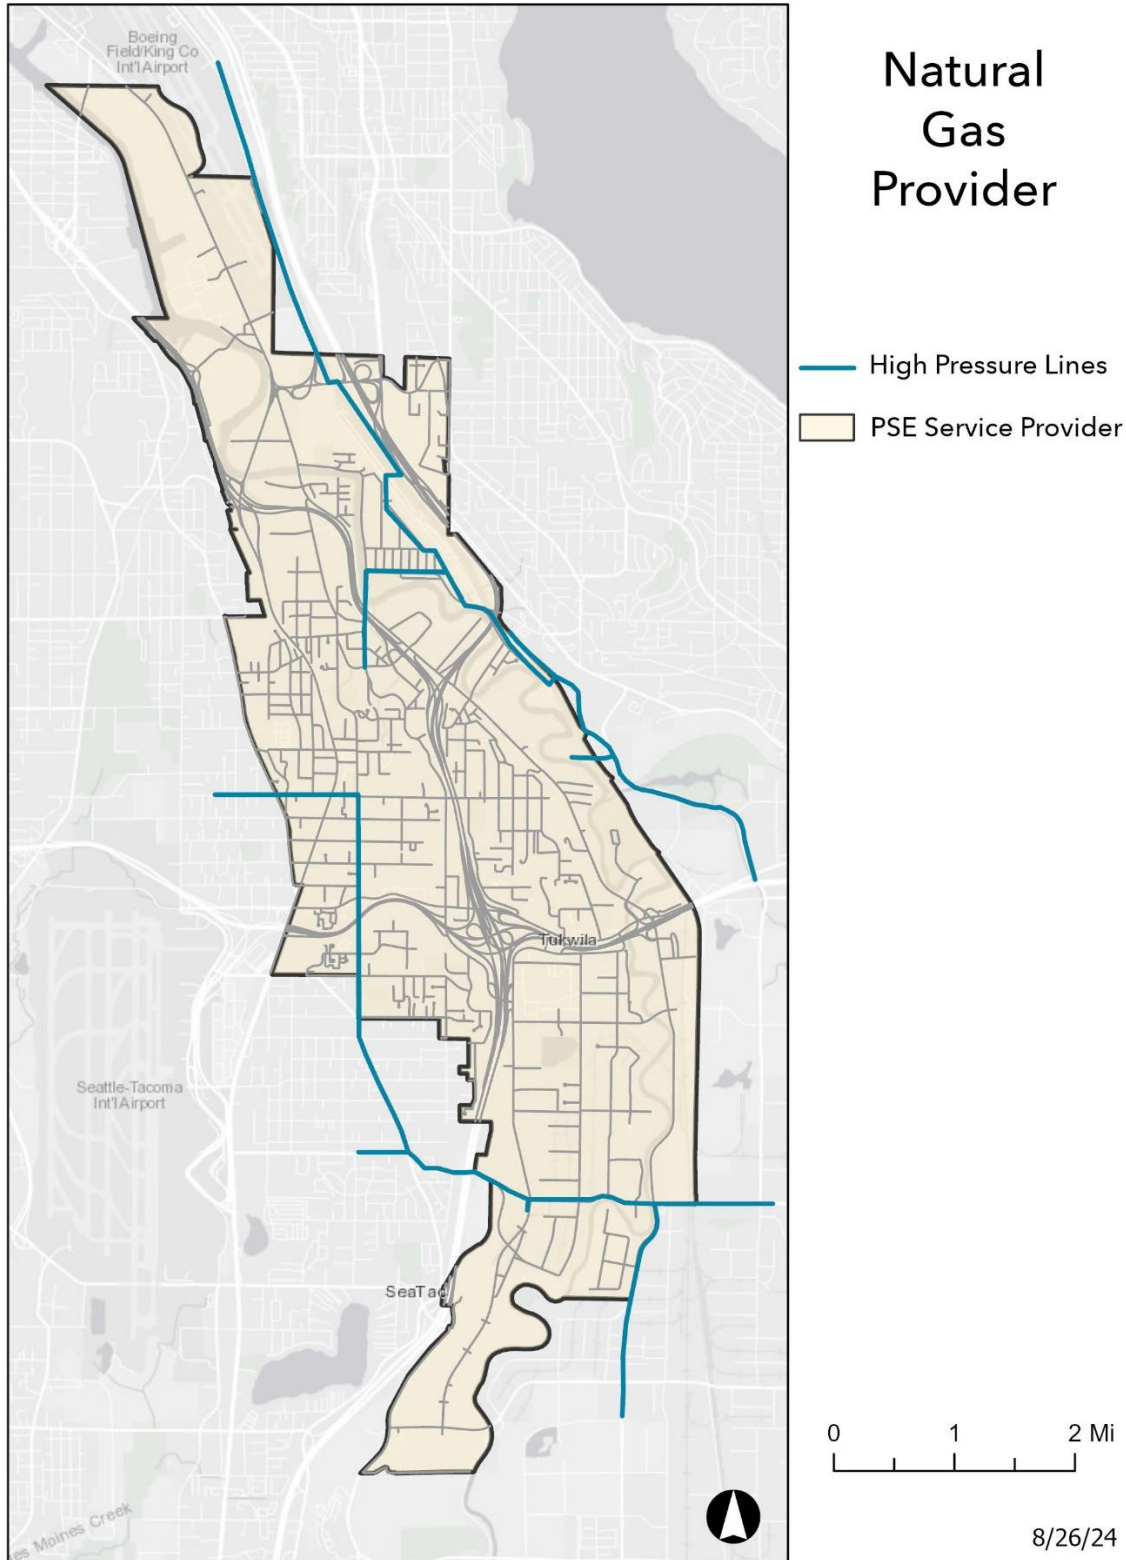 Boeing
Field/King Co
Int'l Airport
Natural
Gas
Provider
High Pressure Lines
PSE Service Provider
Tukwila
Seattle-Tacoma
Int'l Airport
SeaTac
0 1 2 Mi
es Moines Creek
8/26/24